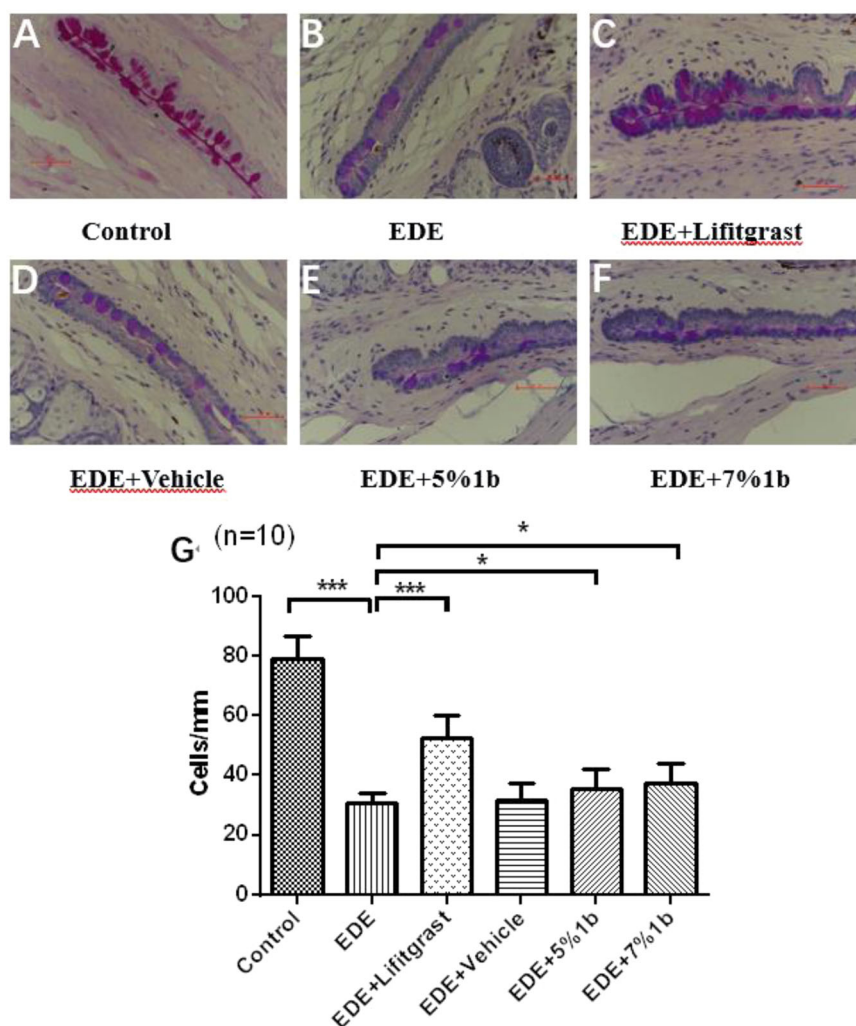 A
B
C
Control
EDE
EDE+Lifitgrast
D
E
F
EDE+Vehicle
EDE+5%1b
EDE+7%1b
G (n=10)
*
*
***
***
100
80
60
40
20
0
Cells/mm
Control
EDE
EDE+Lifitgrast
EDE+Vehicle
EDE+5%1b
EDE+7%1b